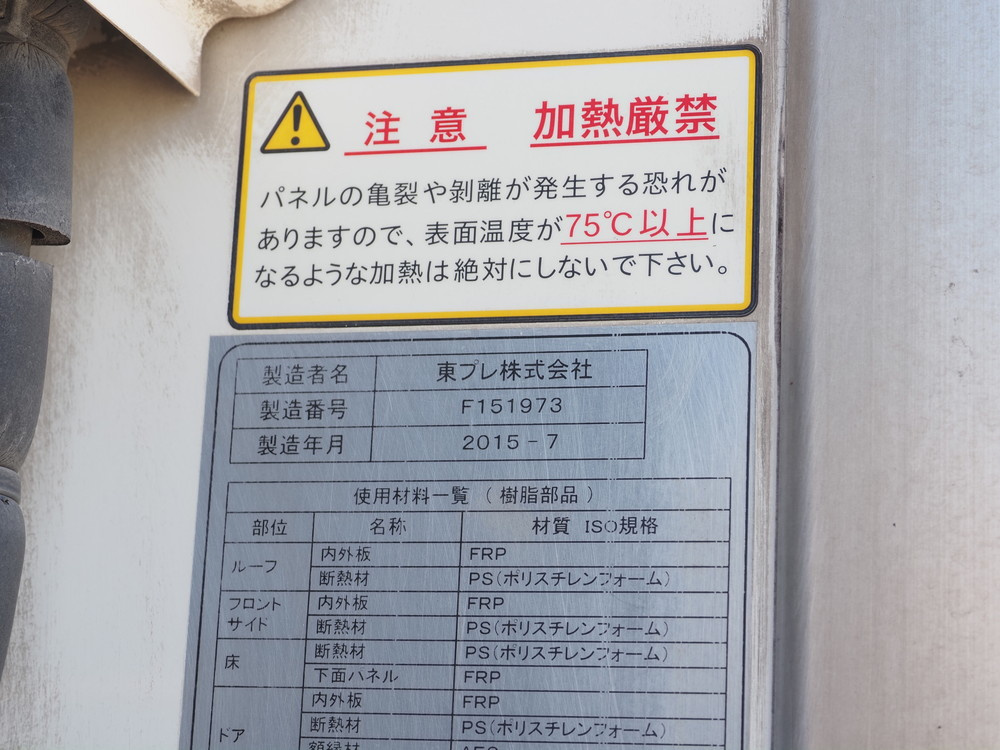 注意 加熱厳禁
パネルの亀裂や剝離が発生する恐れが
ありますので、表面温度が75℃以上に
なるような加熱は絶対にしないで下さい。
製造者名 東プレ株式会社
製造番号 F151973
製造年月 2015-7
使用材料一覧（樹脂部品）
部位 名称 材質 ISO規格
ルーフ 内外板 FRP
断熱材 PS(ポリスチレンフォーム)
フロント
サイド 内外板 FRP
断熱材 PS(ポリスチレンフォーム)
床 断熱材 PS(ポリスチレンフォーム)
下面パネル FRP
ドア 内外板 FRP
断熱材 PS(ポリスチレンフォーム)
額縁材